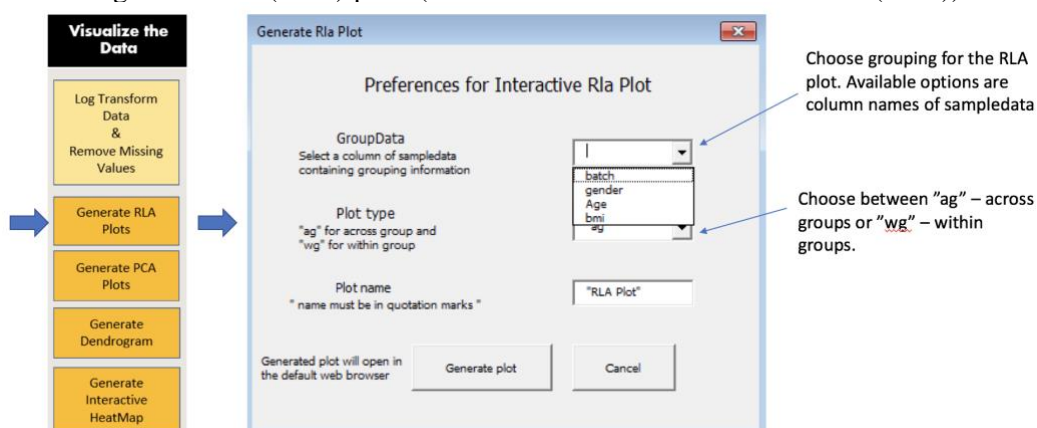 Visualize the
Data
Log Transform
Data
&
Remove Missing
Values
Generate RLA
Plots
Generate PCA
Plots
Generate
Dendrogram
Generate
Interactive
HeatMap
Generate Rla Plot
Preferences for Interactive Rla Plot
GroupData
Select a column of sampledata
containing grouping information
batch
gender
Age
bmi
Plot type
"ag" for across group and
"wg" for within group
"ag"
Plot name
" name must be in quotation marks "
"RLA Plot"
Generated plot will open in
the default web browser
Generate plot
Cancel
Choose grouping for the RLA
plot. Available options are
column names of sampledata
Choose between ”ag” – across
groups or ”wg” – within
groups.